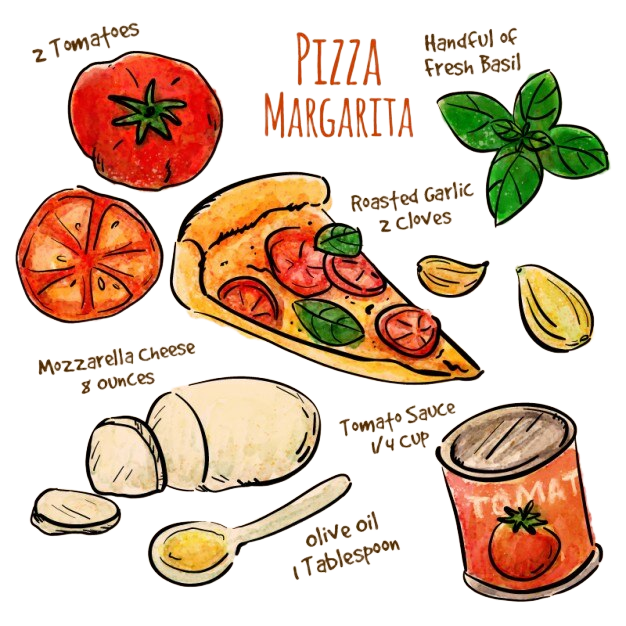 2 Tomatoes
PIZZA
MARGARITA
Handful of
Fresh Basil
Roasted Garlic
2 Cloves
Mozzarella Cheese
8 ounces
Tomato Sauce
1/4 cup
TOMAT
olive oil
1 Tablespoon